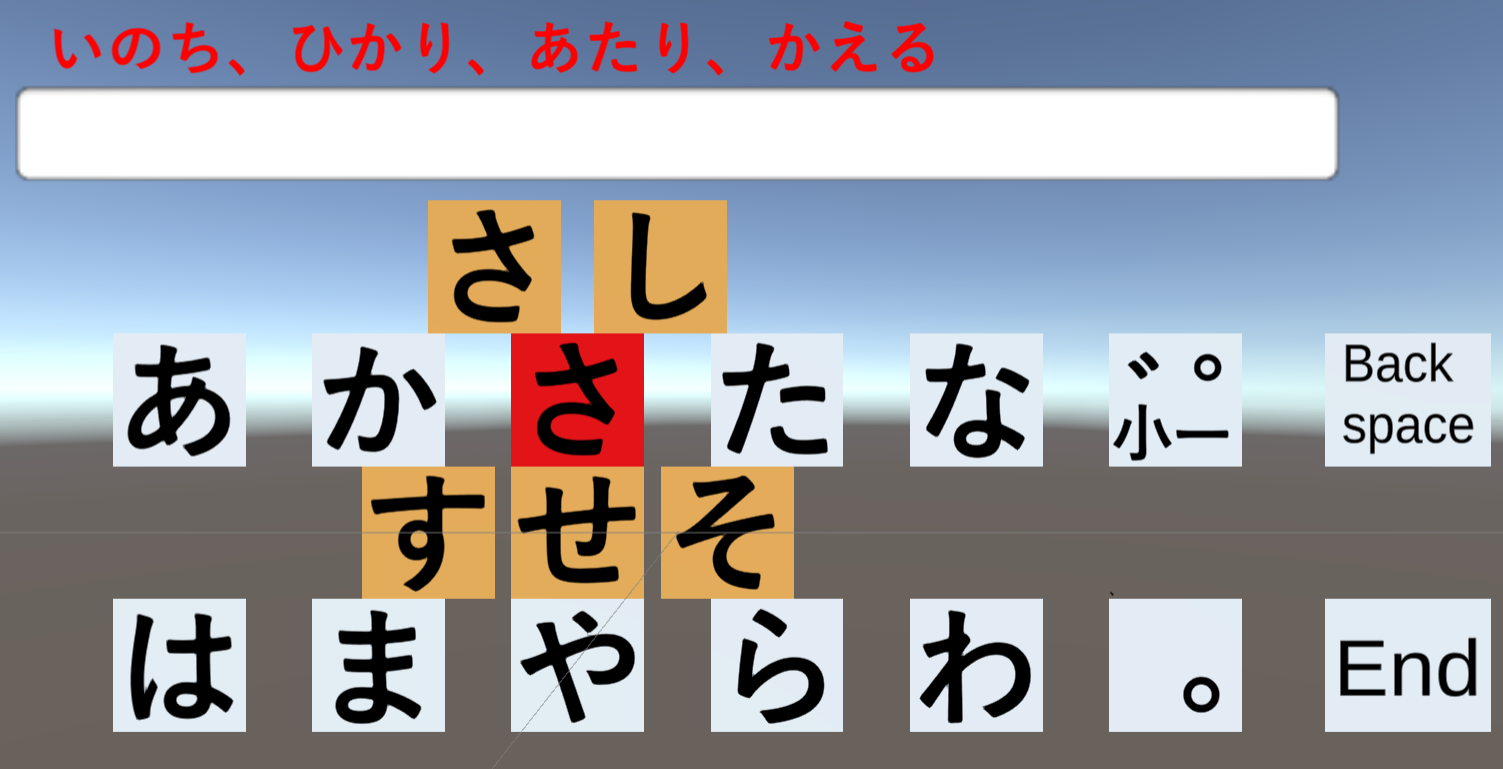 いのち、ひかり、あたり、かえる
さ し
あ か さ た な ゛゜ Back
小ー space
す せ そ
は ま や ら わ 、。 End